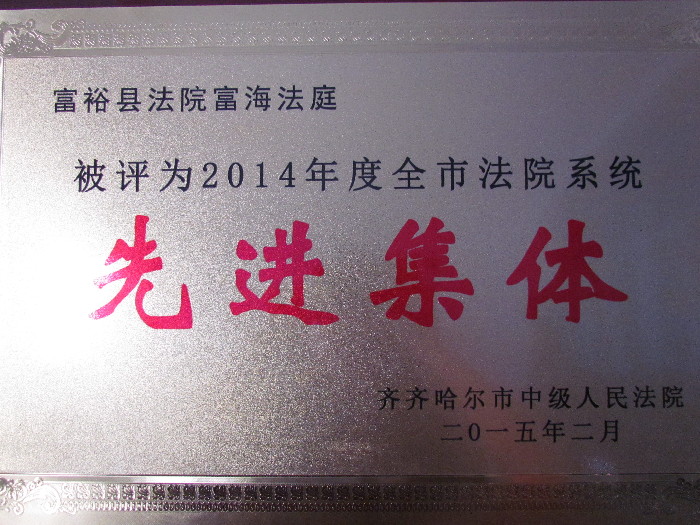 富裕县法院富海法庭
被评为2014年度全市法院系统
先进集体
齐齐哈尔市中级人民法院
二0一五年二月